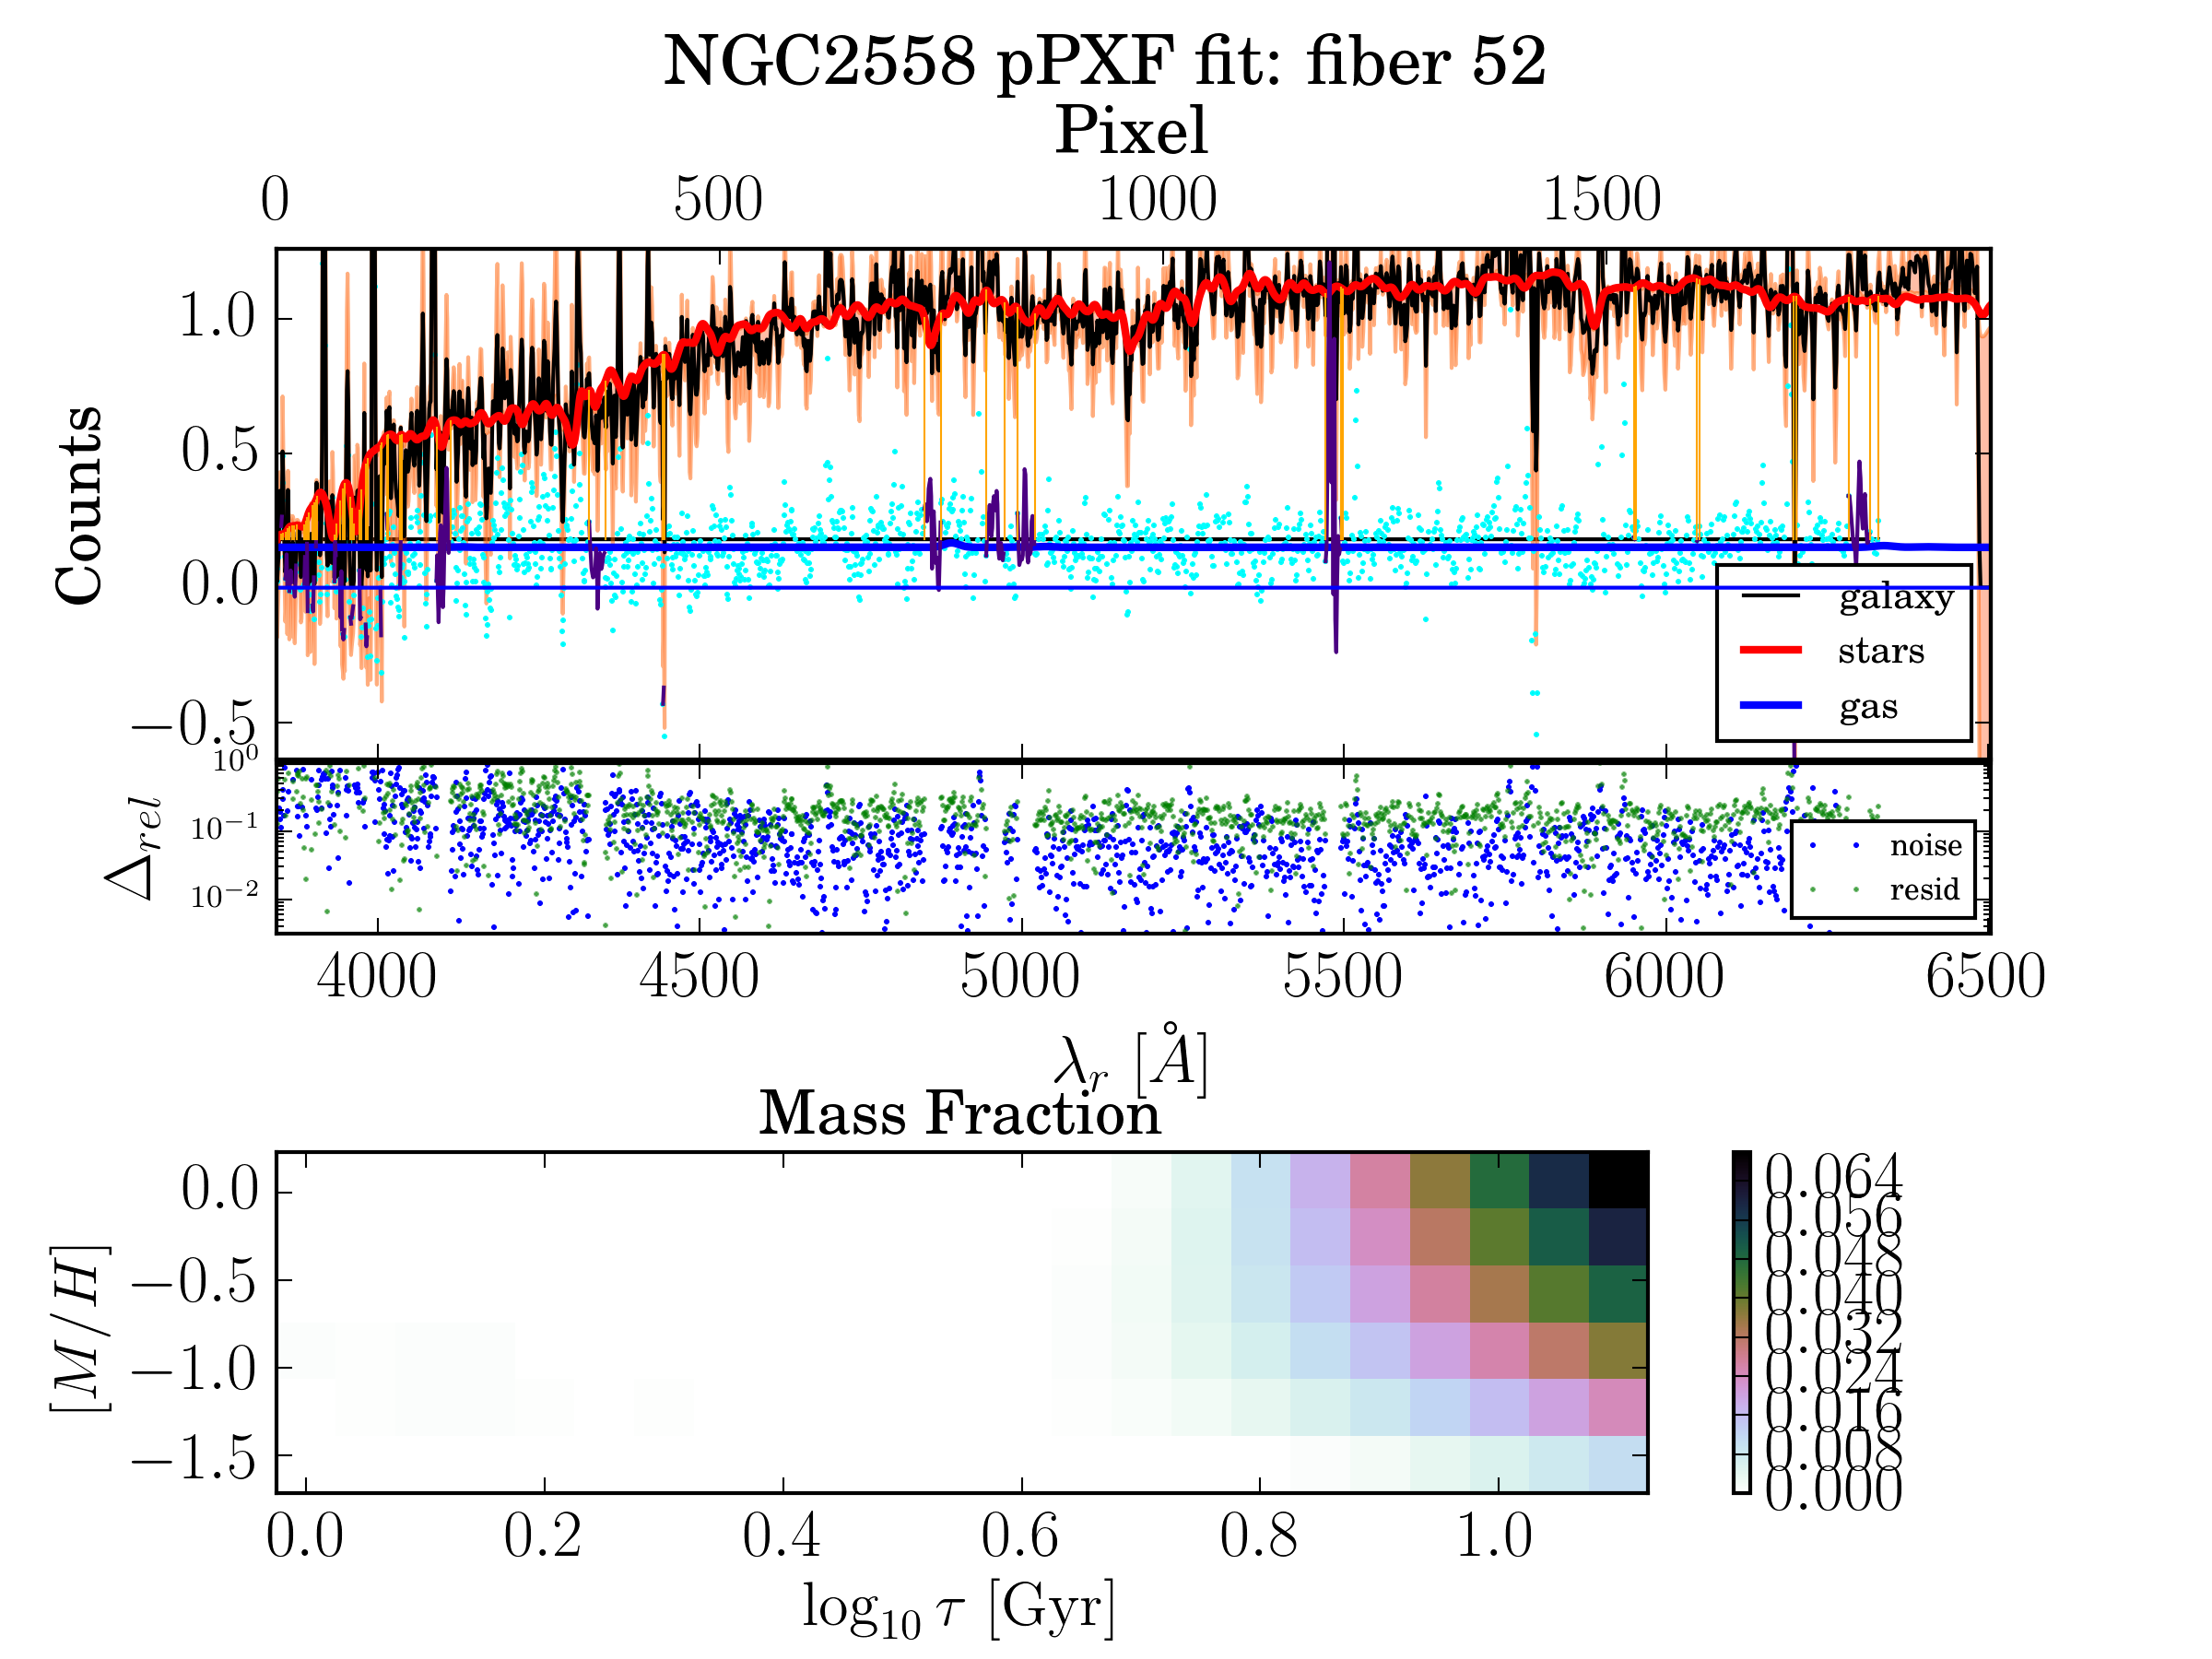 NGC2558 pPXF fit: fiber 52
Pixel
0 500 1000 1500
Counts
1.0
0.5
0.0
−0.5
galaxy
stars
gas
Δrel
10⁰
10⁻¹
10⁻²
noise
resid
4000 4500 5000 5500 6000 6500
λr [Å]
Mass Fraction
[M/H]
0.0
−0.5
−1.0
−1.5
0.0 0.2 0.4 0.6 0.8 1.0
log₁₀ τ [Gyr]
0.064
0.056
0.048
0.040
0.032
0.024
0.016
0.008
0.000